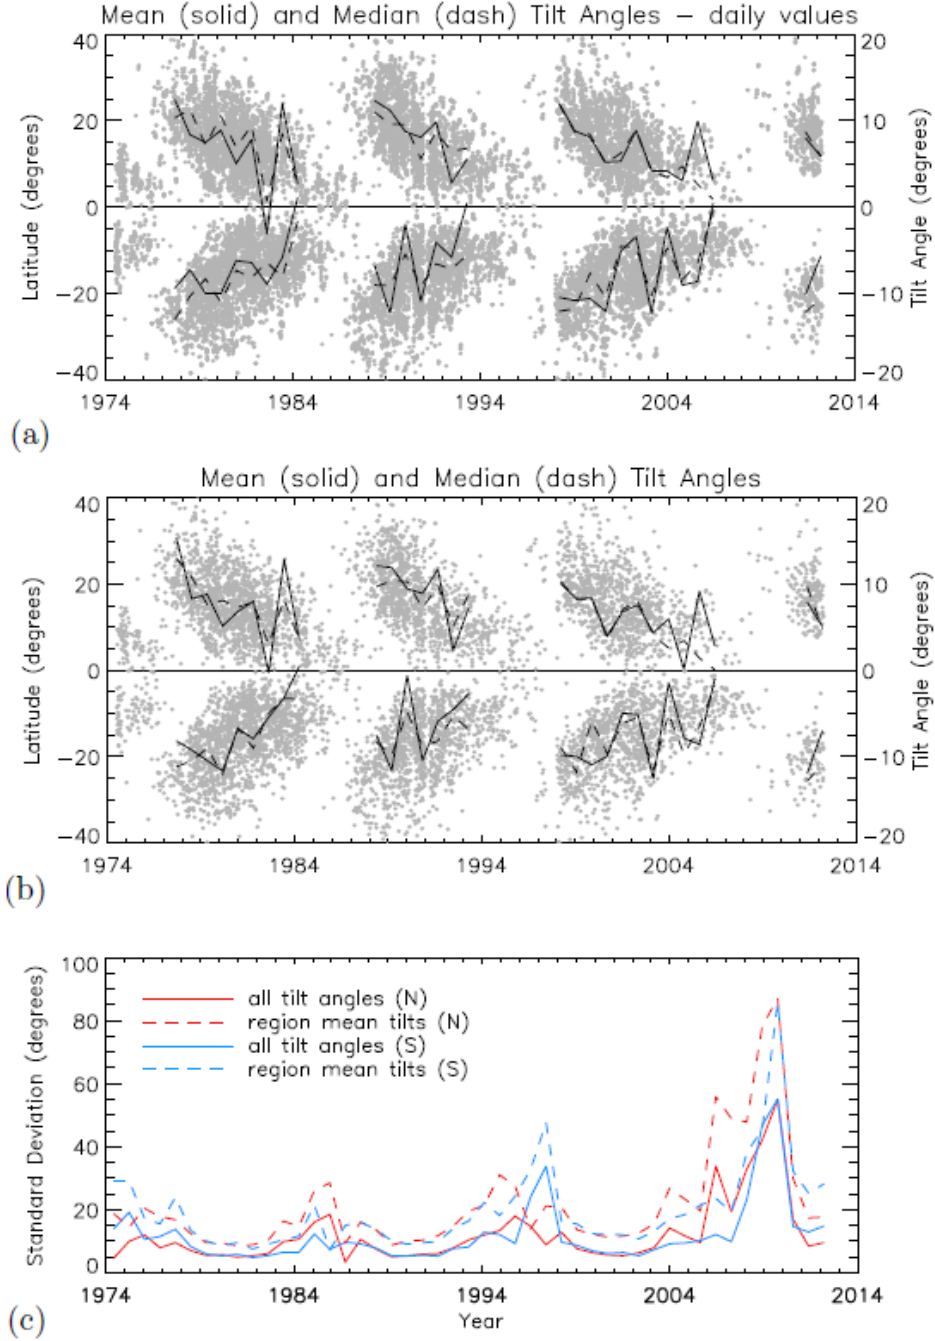 Mean (solid) and Median (dash) Tilt Angles – daily values
40
20
0
−20
−40
Latitude (degrees)
20
10
0
−10
−20
Tilt Angle (degrees)
1974 1984 1994 2004 2014
(a)
Mean (solid) and Median (dash) Tilt Angles
40
20
0
−20
−40
Latitude (degrees)
20
10
0
−10
−20
Tilt Angle (degrees)
1974 1984 1994 2004 2014
(b)
100
80
60
40
20
0
Standard Deviation (degrees)
all tilt angles (N)
region mean tilts (N)
all tilt angles (S)
region mean tilts (S)
1974 1984 1994 2004 2014
Year
(c)